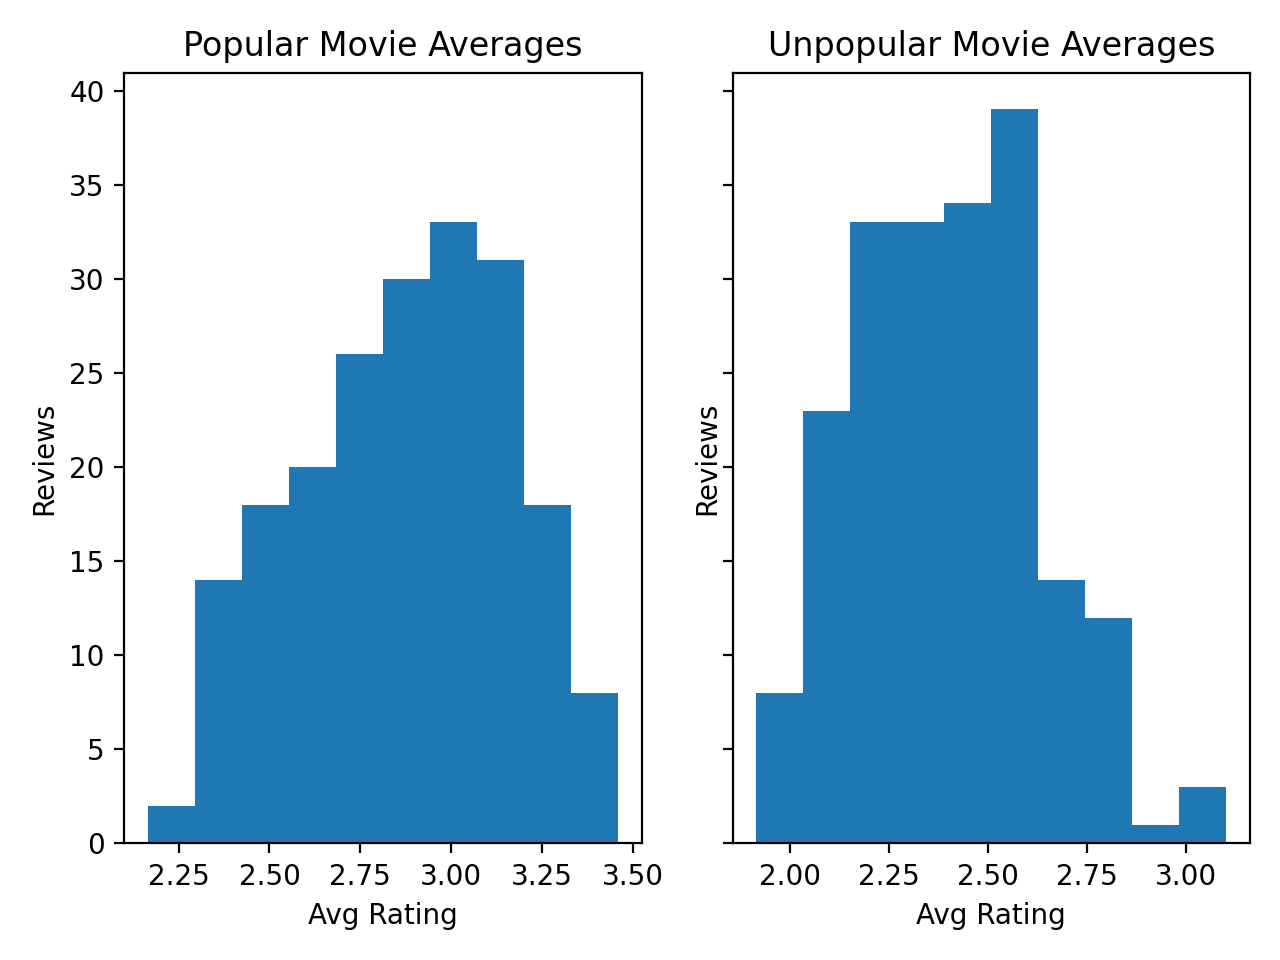 Popular Movie Averages
Unpopular Movie Averages
40
35
30
25
20
15
10
5
0
Reviews
Reviews
2.25 2.50 2.75 3.00 3.25 3.50
2.00 2.25 2.50 2.75 3.00
Avg Rating
Avg Rating